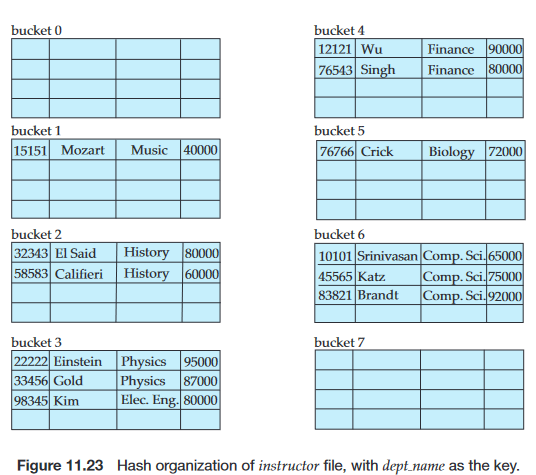 bucket 0
bucket 1
15151 Mozart Music 40000
bucket 2
32343 El Said History 80000
58583 Califieri History 60000
bucket 3
22222 Einstein Physics 95000
33456 Gold Physics 87000
98345 Kim Elec. Eng. 80000
bucket 4
12121 Wu Finance 90000
76543 Singh Finance 80000
bucket 5
76766 Crick Biology 72000
bucket 6
10101 Srinivasan Comp. Sci. 65000
45565 Katz Comp. Sci. 75000
83821 Brandt Comp. Sci. 92000
bucket 7
Figure 11.23 Hash organization of instructor file, with dept_name as the key.